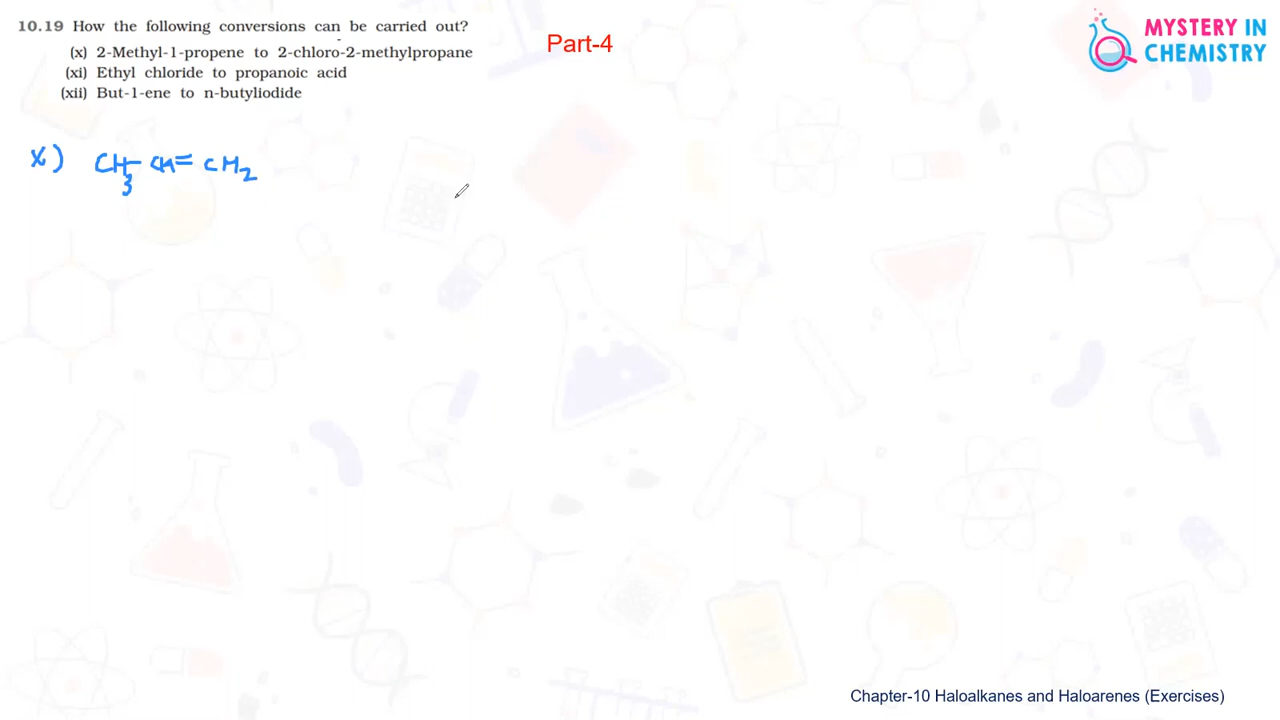 10.19 How the following conversions can be carried out?
(x) 2-Methyl-1-propene to 2-chloro-2-methylpropane
(xi) Ethyl chloride to propanoic acid
(xii) But-1-ene to n-butyliodide
Part-4
MYSTERY IN
CHEMISTRY
x) CH3- CH= CH2
Chapter-10 Haloalkanes and Haloarenes (Exercises)